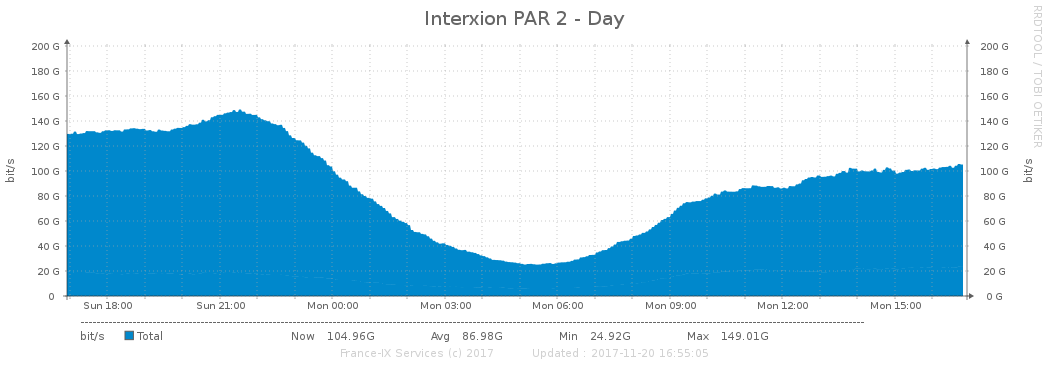 Interxion PAR 2 - Day
RRDTOOL / TOBI OETIKER
bit/s
200 G 200 G
180 G 180 G
160 G 160 G
140 G 140 G
120 G 120 G
100 G 100 G
80 G 80 G
60 G 60 G
40 G 40 G
20 G 20 G
0 0 G
bit/s
Sun 18:00 Sun 21:00 Mon 00:00 Mon 03:00 Mon 06:00 Mon 09:00 Mon 12:00 Mon 15:00
bit/s Total Now 104.96G Avg 86.98G Min 24.92G Max 149.01G
France-IX Services (c) 2017 Updated : 2017-11-20 16:55:05